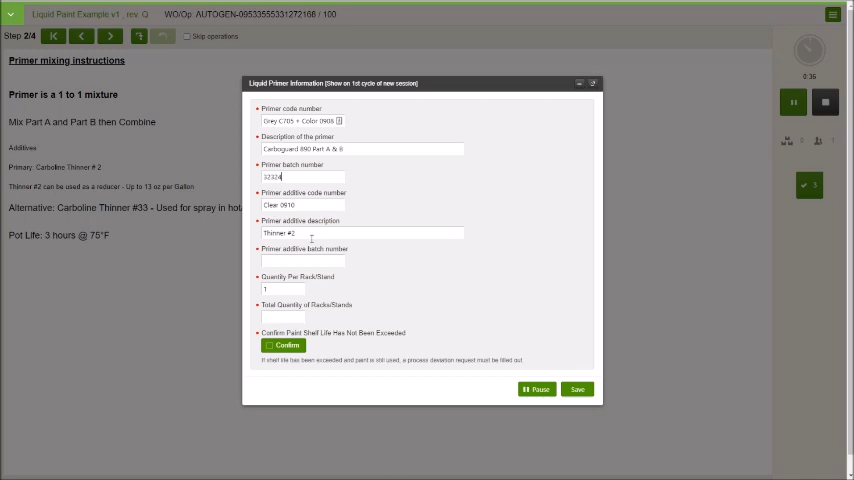 Liquid Paint Example v1 , rev. Q
WO/Op: AUTOGEN-09533555331272168 / 100
Step 2/4
Skip operations
Primer mixing instructions
Primer is a 1 to 1 mixture
Mix Part A and Part B then Combine
Additives
Primary: Carboline Thinner # 2
Thinner #2 can be used as a reducer - Up to 13 oz per Gallon
Alternative: Carboline Thinner #33 - Used for spray in hot
Pot Life: 3 hours @ 75°F
Liquid Primer Information [Show on 1st cycle of new session]
Primer code number
Grey C705 + Color 0908
Description of the primer
Carboguard 890 Part A & B
Primer batch number
32324
Primer additive code number
Clear 0910
Primer additive description
Thinner #2
Primer additive batch number
Quantity Per Rack/Stand
1
Total Quantity of Racks/Stands
Confirm Paint Shelf Life Has Not Been Exceeded
Confirm
If shelf life has been exceeded and paint is still used, a process deviation request must be filled out.
Pause
Save
0:36
0
1
3